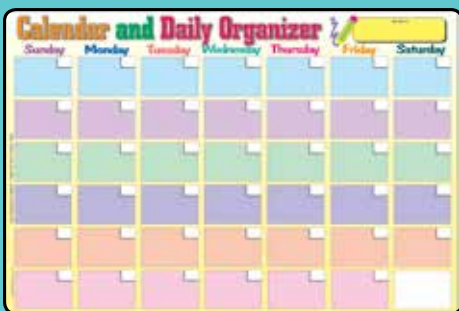 Calendar and Daily Organizer
Sunday Monday Tuesday Wednesday Thursday Friday Saturday